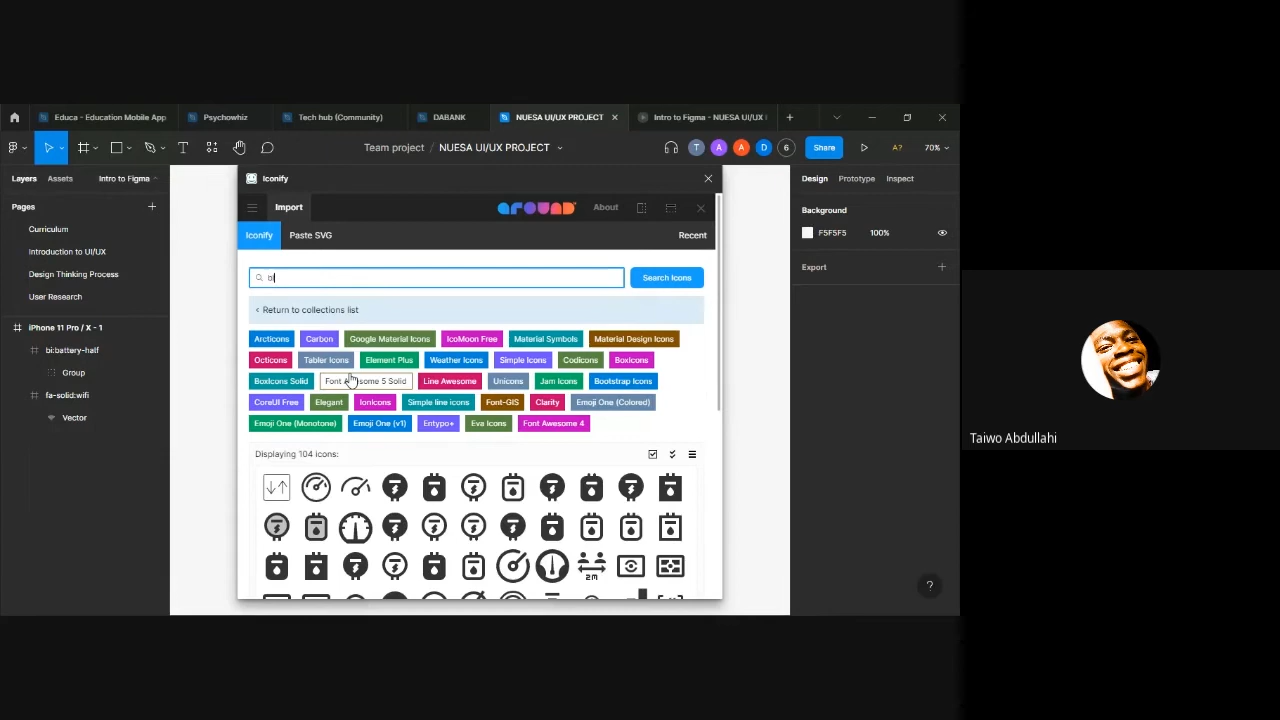 Educa - Education Mobile App
Psychowhiz
Tech hub (Community)
DABANK
NUESA UI/UX PROJECT
Intro to Figma - NUESA UI/UX
Team project / NUESA UI/UX PROJECT
T
A
A
D
6
Share
A?
70%
Layers
Assets
Intro to Figma
Pages
Curriculum
Introduction to UI/UX
Design Thinking Process
User Research
iPhone 11 Pro / X - 1
bi:battery-half
Group
fa-solid:wifi
Vector
Iconify
Import
around
About
Iconify
Paste SVG
Recent
Search Icons
< Return to collections list
Arcticons Carbon Google Material Icons IcoMoon Free Material Symbols Material Design Icons
Octicons Tabler Icons Element Plus Weather Icons Simple Icons Codicons BoxIcons
BoxIcons Solid Font Awesome 5 Solid Line Awesome Unicons Jam Icons Bootstrap Icons
CoreUI Free Elegant IonIcons Simple line icons Font-GIS Clarity Emoji One (Colored)
Emoji One (Monotone) Emoji One (v1) Entypo+ Eva Icons Font Awesome 4
Displaying 104 icons:
2m
Design
Prototype
Inspect
Background
F5F5F5
100%
Export
?
Taiwo Abdullahi